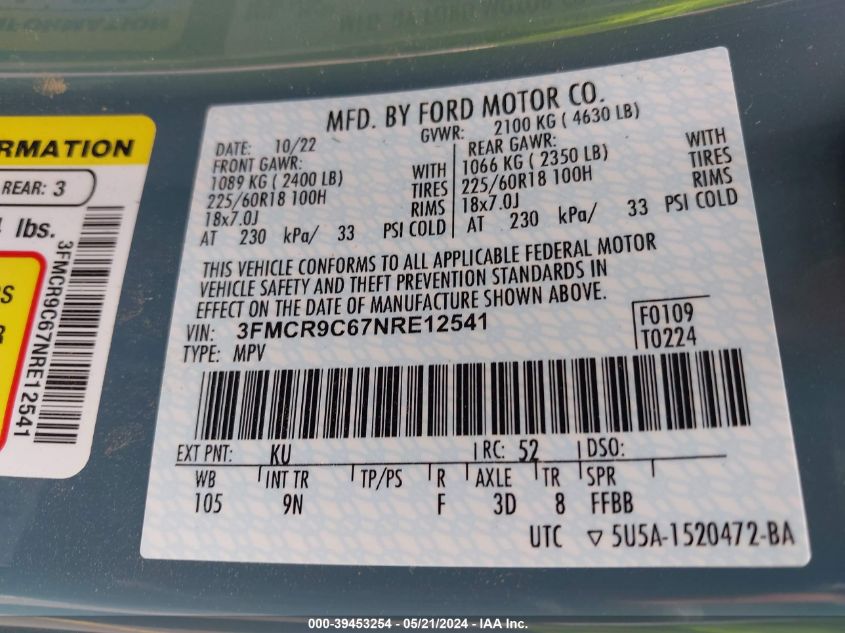 MFD. BY FORD MOTOR CO.
DATE: 10/22 GVWR: 2100 KG ( 4630 LB)
FRONT GAWR: REAR GAWR:
1089 KG ( 2400 LB) WITH 1066 KG ( 2350 LB) WITH
225/60R18 100H TIRES 225/60R18 100H TIRES
18x7.0J RIMS 18x7.0J RIMS
AT 230 kPa/ 33 PSI COLD AT 230 kPa/ 33 PSI COLD
THIS VEHICLE CONFORMS TO ALL APPLICABLE FEDERAL MOTOR
VEHICLE SAFETY AND THEFT PREVENTION STANDARDS IN
EFFECT ON THE DATE OF MANUFACTURE SHOWN ABOVE.
VIN: 3FMCR9C67NRE12541 F0109
TYPE: MPV T0224
EXT PNT: KU RC: 52 DSO:
WB INT TR TP/PS R AXLE TR SPR
105 9N F 3D 8 FFBB
UTC ▽ 5U5A-1520472-BA
RMATION
REAR: 3
lbs.
3FMCR9C67NRE12541
000-39453254 - 05/21/2024 - IAA Inc.